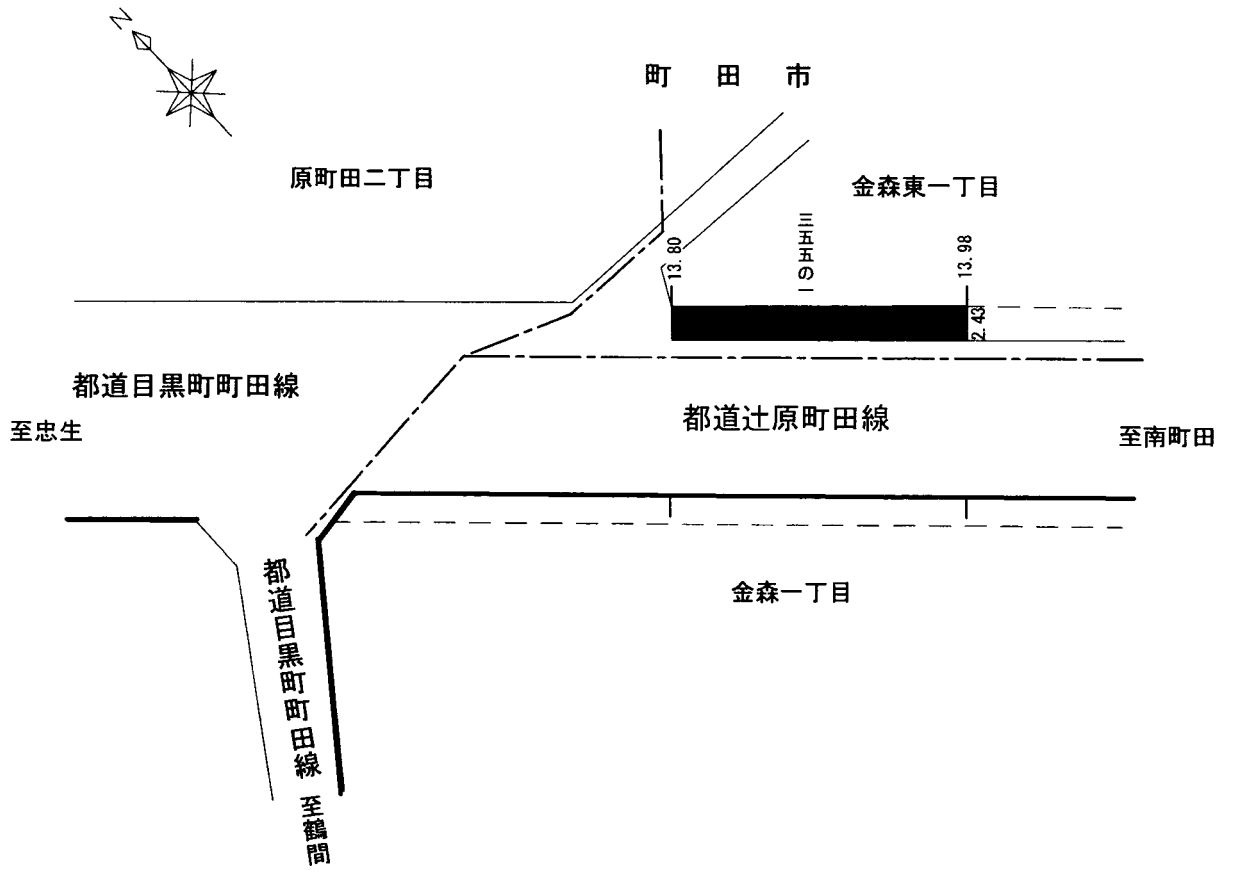 N
町田市
原町田二丁目
金森東一丁目
三五五の一
13.80
13.98
2.43
都道目黒町町田線
至忠生
都道辻原町田線
至南町田
金森一丁目
都道目黒町町田線
至鶴間